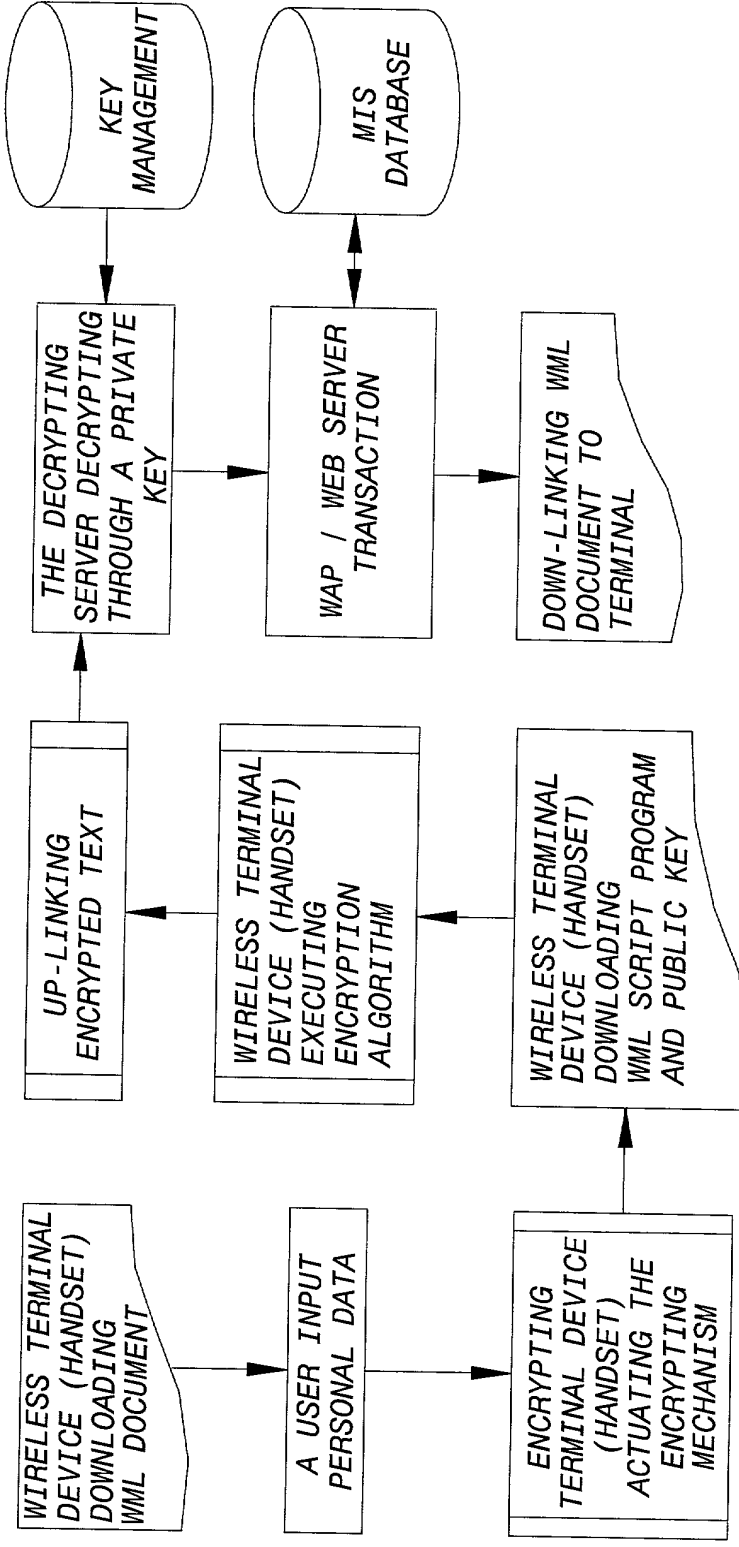 WIRELESS TERMINAL
DEVICE (HANDSET)
DOWNLOADING
WML DOCUMENT
A USER INPUT
PERSONAL DATA
ENCRYPTING
TERMINAL DEVICE
(HANDSET)
ACTUATING THE
ENCRYPTING
MECHANISM
WIRELESS TERMINAL
DEVICE (HANDSET)
DOWNLOADING
WML SCRIPT PROGRAM
AND PUBLIC KEY
WIRELESS TERMINAL
DEVICE (HANDSET)
EXECUTING
ENCRYPTION
ALGORITHM
UP-LINKING
ENCRYPTED TEXT
THE DECRYPTING
SERVER DECRYPTING
THROUGH A PRIVATE
KEY
KEY
MANAGEMENT
WAP / WEB SERVER
TRANSACTION
MIS
DATABASE
DOWN-LINKING WML
DOCUMENT TO
TERMINAL